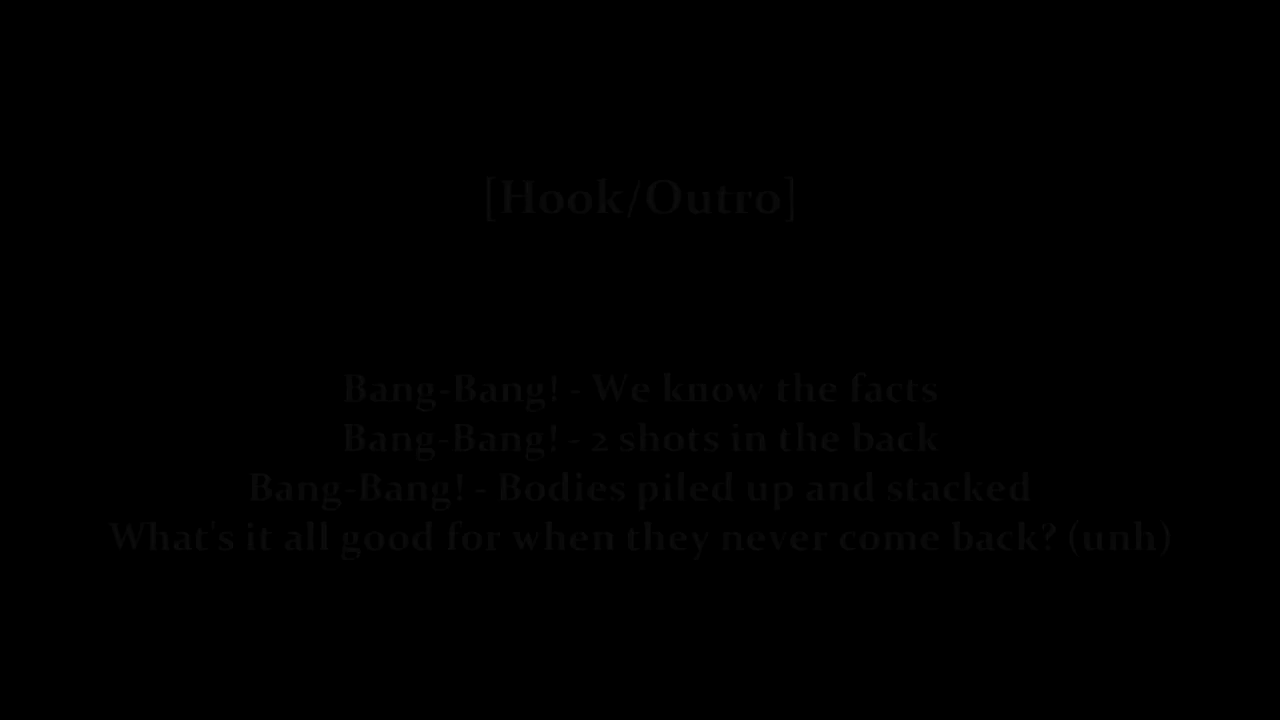 [Hook/Outro]
Bang-Bang! - We know the facts
Bang-Bang! - 2 shots in the back
Bang-Bang! - Bodies piled up and stacked
What's it all good for when they never come back? (unh)